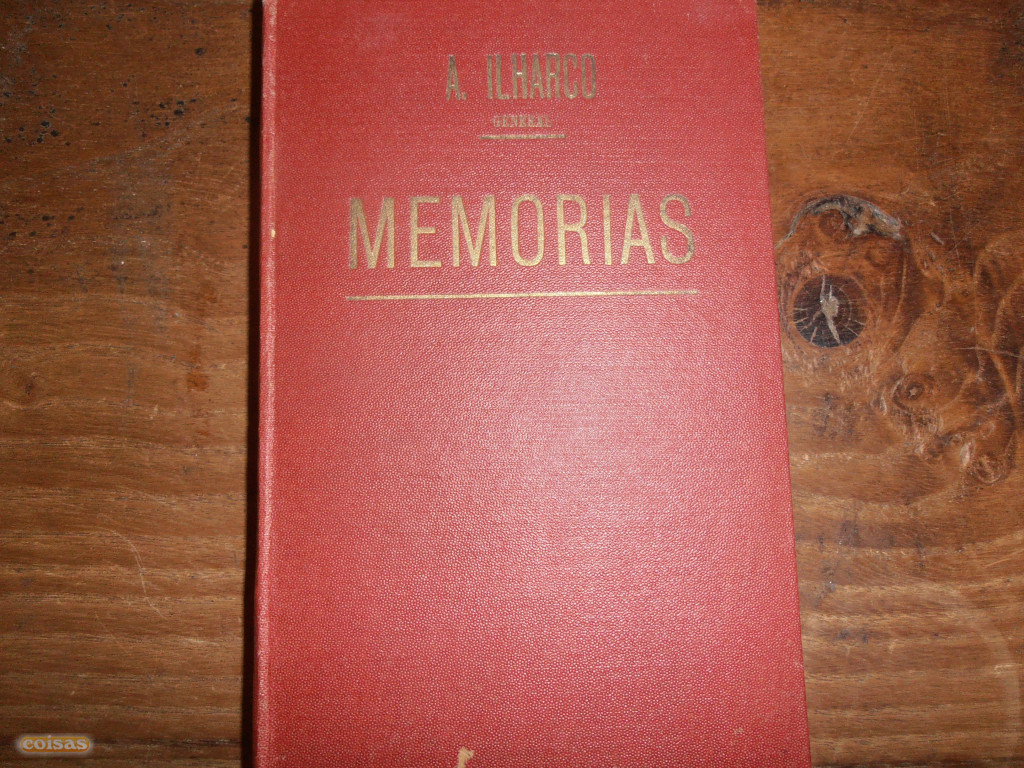 A. ILHARCO
GENERAL
MEMORIAS
coisas